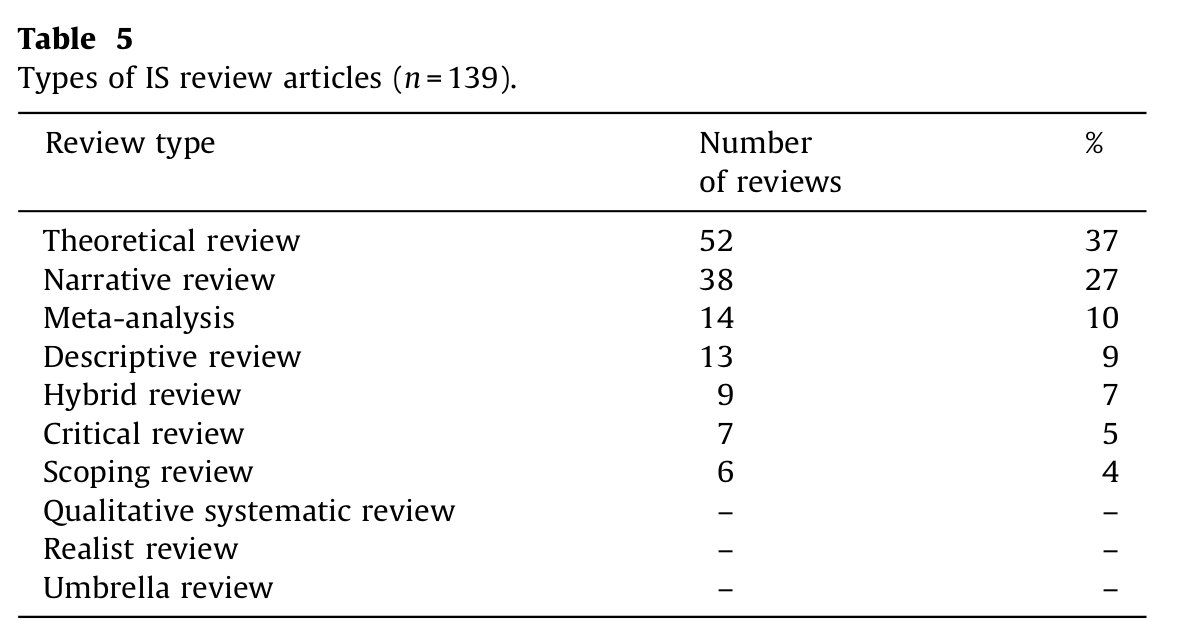 Table 5
Types of IS review articles (n = 139).
Review type Number of reviews %
Theoretical review 52 37
Narrative review 38 27
Meta-analysis 14 10
Descriptive review 13 9
Hybrid review 9 7
Critical review 7 5
Scoping review 6 4
Qualitative systematic review – –
Realist review – –
Umbrella review – –